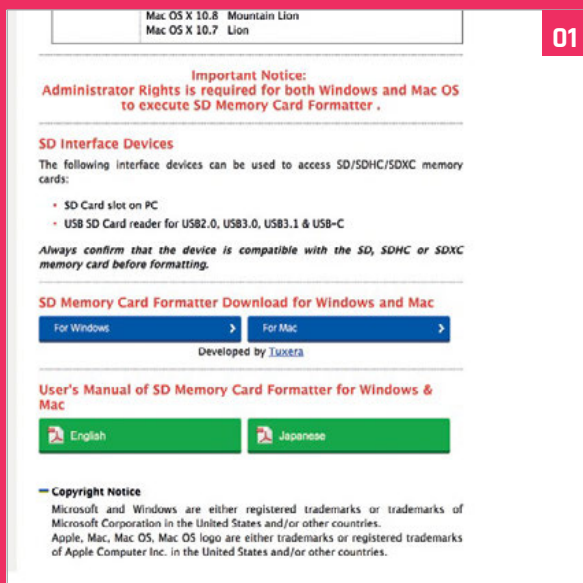 01
Mac OS X 10.8 Mountain Lion
Mac OS X 10.7 Lion
Important Notice:
Administrator Rights is required for both Windows and Mac OS
to execute SD Memory Card Formatter .
SD Interface Devices
The following interface devices can be used to access SD/SDHC/SDXC memory
cards:
• SD Card slot on PC
• USB SD Card reader for USB2.0, USB3.0, USB3.1 & USB-C
Always confirm that the device is compatible with the SD, SDHC or SDXC
memory card before formatting.
SD Memory Card Formatter Download for Windows and Mac
For Windows For Mac
Developed by Tuxera
User's Manual of SD Memory Card Formatter for Windows &
Mac
English Japanese
Copyright Notice
Microsoft and Windows are either registered trademarks or trademarks of
Microsoft Corporation in the United States and/or other countries.
Apple, Mac, Mac OS, Mac OS logo are either trademarks or registered trademarks
of Apple Computer Inc. in the United States and/or other countries.